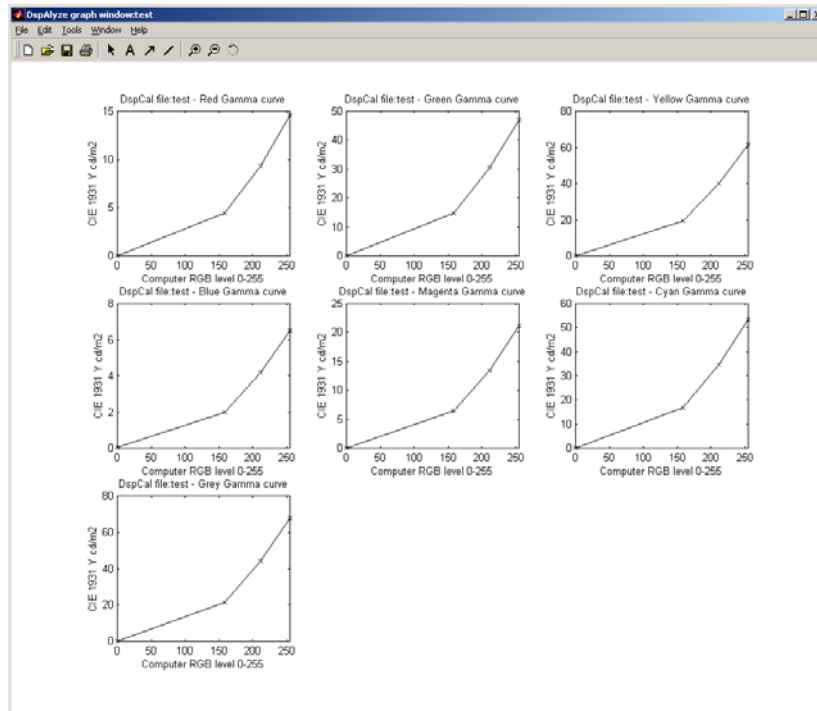 DspAlyze graph window:test
File Edit Tools Window Help
DspCal file:test - Red Gamma curve
15
10
5
0
CIE 1931 Y cd/m2
0 50 100 150 200 250
Computer RGB level 0-255
DspCal file:test - Green Gamma curve
50
40
30
20
10
0
CIE 1931 Y cd/m2
0 50 100 150 200 250
Computer RGB level 0-255
DspCal file:test - Yellow Gamma curve
80
60
40
20
0
CIE 1931 Y cd/m2
0 50 100 150 200 250
Computer RGB level 0-255
DspCal file:test - Blue Gamma curve
8
6
4
2
0
CIE 1931 Y cd/m2
0 50 100 150 200 250
Computer RGB level 0-255
DspCal file:test - Magenta Gamma curve
25
20
15
10
5
0
CIE 1931 Y cd/m2
0 50 100 150 200 250
Computer RGB level 0-255
DspCal file:test - Cyan Gamma curve
60
50
40
30
20
10
0
CIE 1931 Y cd/m2
0 50 100 150 200 250
Computer RGB level 0-255
DspCal file:test - Grey Gamma curve
80
60
40
20
0
CIE 1931 Y cd/m2
0 50 100 150 200 250
Computer RGB level 0-255